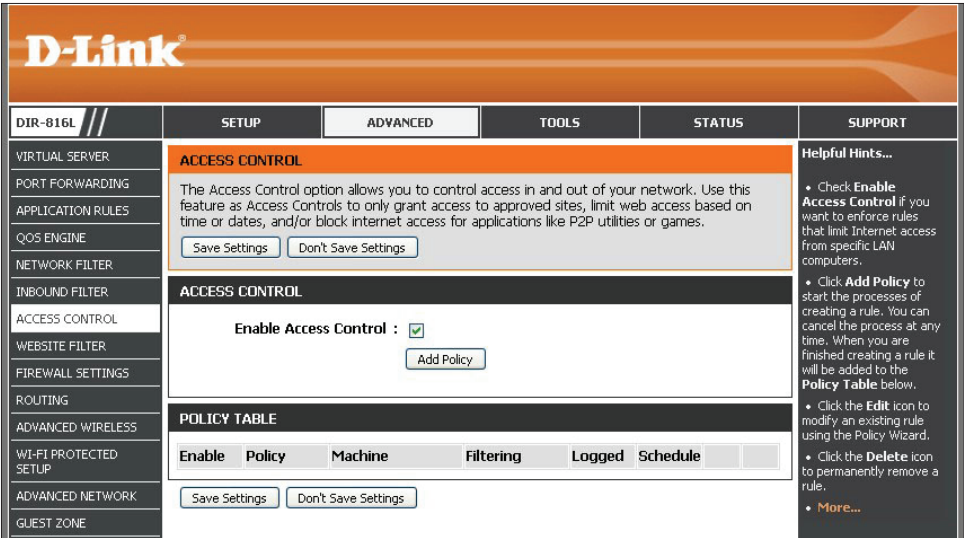 D-Link®
DIR-816L
SETUP
ADVANCED
TOOLS
STATUS
SUPPORT
VIRTUAL SERVER
PORT FORWARDING
APPLICATION RULES
QOS ENGINE
NETWORK FILTER
INBOUND FILTER
ACCESS CONTROL
WEBSITE FILTER
FIREWALL SETTINGS
ROUTING
ADVANCED WIRELESS
WI-FI PROTECTED
SETUP
ADVANCED NETWORK
GUEST ZONE
ACCESS CONTROL
The Access Control option allows you to control access in and out of your network. Use this
feature as Access Controls to only grant access to approved sites, limit web access based on
time or dates, and/or block internet access for applications like P2P utilities or games.
Save Settings Don't Save Settings
ACCESS CONTROL
Enable Access Control :
Add Policy
POLICY TABLE
Enable Policy Machine Filtering Logged Schedule
Save Settings Don't Save Settings
Helpful Hints...
• Check Enable
Access Control if you
want to enforce rules
that limit Internet access
from specific LAN
computers.
• Click Add Policy to
start the processes of
creating a rule. You can
cancel the process at any
time. When you are
finished creating a rule it
will be added to the
Policy Table below.
• Click the Edit icon to
modify an existing rule
using the Policy Wizard.
• Click the Delete icon
to permanently remove a
rule.
• More...